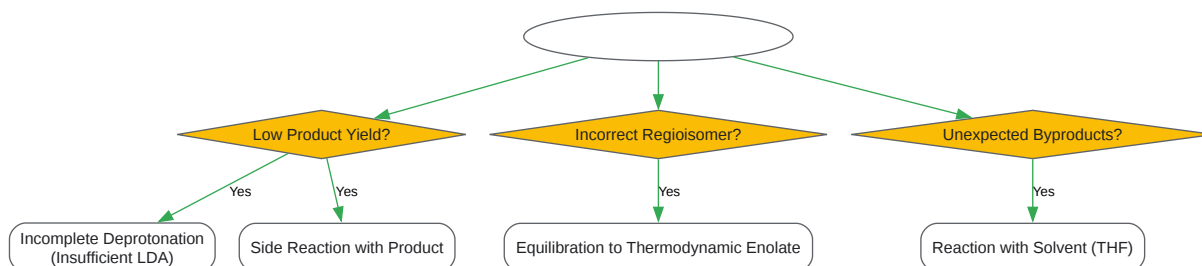 Low Product Yield?
Incorrect Regioisomer?
Unexpected Byproducts?
Yes
Yes
Yes
Yes
Incomplete Deprotonation
(Insufficient LDA)
Side Reaction with Product
Equilibration to Thermodynamic Enolate
Reaction with Solvent (THF)